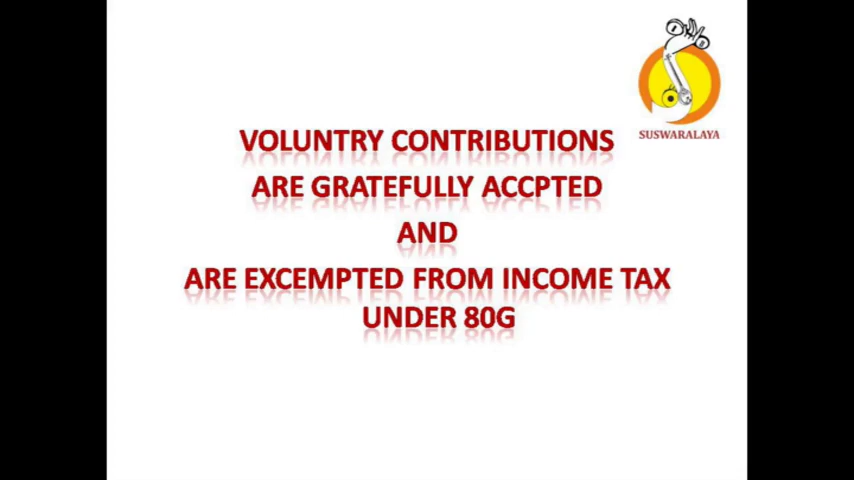 SUSWARALAYA
VOLUNTRY CONTRIBUTIONS
ARE GRATEFULLY ACCPTED
AND
ARE EXCEMPTED FROM INCOME TAX
UNDER 80G